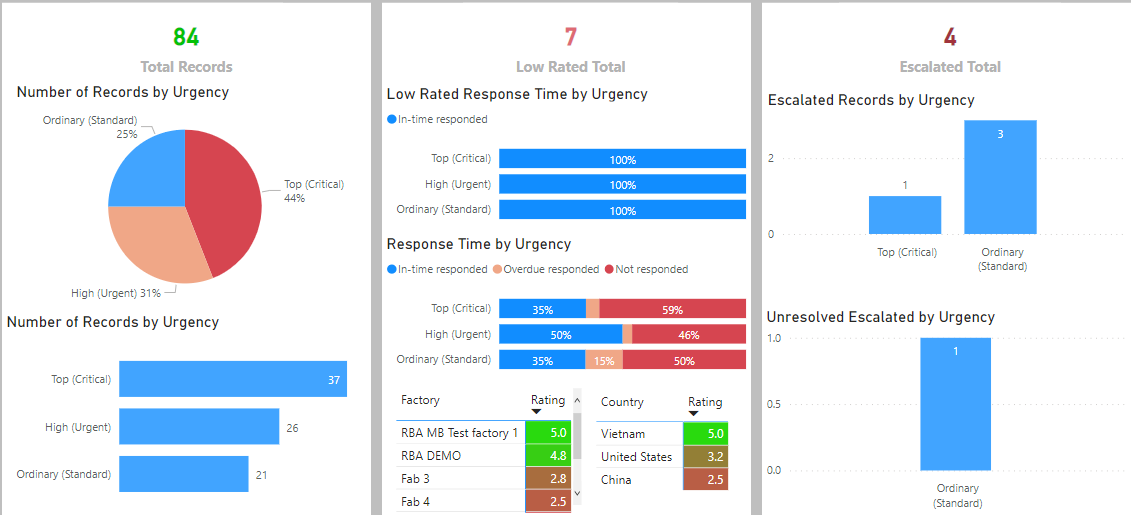 84
Total Records
Number of Records by Urgency
Ordinary (Standard)
25%
Top (Critical)
44%
High (Urgent) 31%
Number of Records by Urgency
Top (Critical) 37
High (Urgent) 26
Ordinary (Standard) 21
7
Low Rated Total
Low Rated Response Time by Urgency
In-time responded
Top (Critical) 100%
High (Urgent) 100%
Ordinary (Standard) 100%
Response Time by Urgency
In-time responded Overdue responded Not responded
Top (Critical) 35% 59%
High (Urgent) 50% 46%
Ordinary (Standard) 35% 15% 50%
Factory Rating
RBA MB Test factory 1 5.0
RBA DEMO 4.8
Fab 3 2.8
Fab 4 2.5
Country Rating
Vietnam 5.0
United States 3.2
China 2.5
4
Escalated Total
Escalated Records by Urgency
3
2
1
0
Top (Critical) Ordinary
(Standard)
Unresolved Escalated by Urgency
1.0
1
0.5
0.0
Ordinary
(Standard)